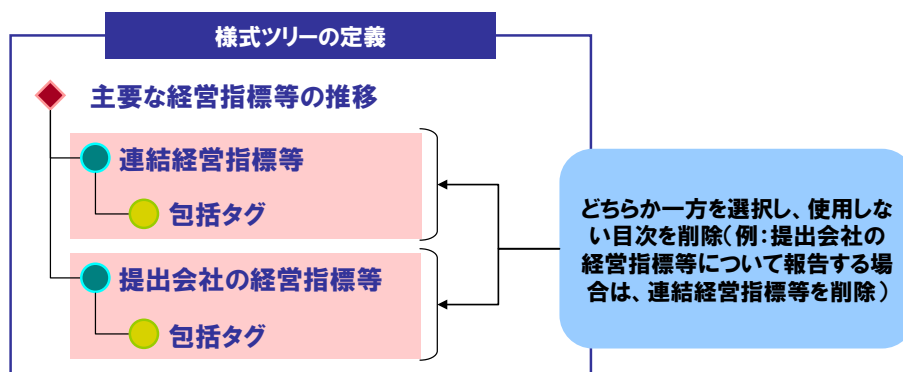 様式ツリーの定義
主要な経営指標等の推移
連結経営指標等
包括タグ
提出会社の経営指標等
包括タグ
どちらか一方を選択し、使用しな
い目次を削除(例:提出会社の
経営指標等について報告する場
合は、連結経営指標等を削除)